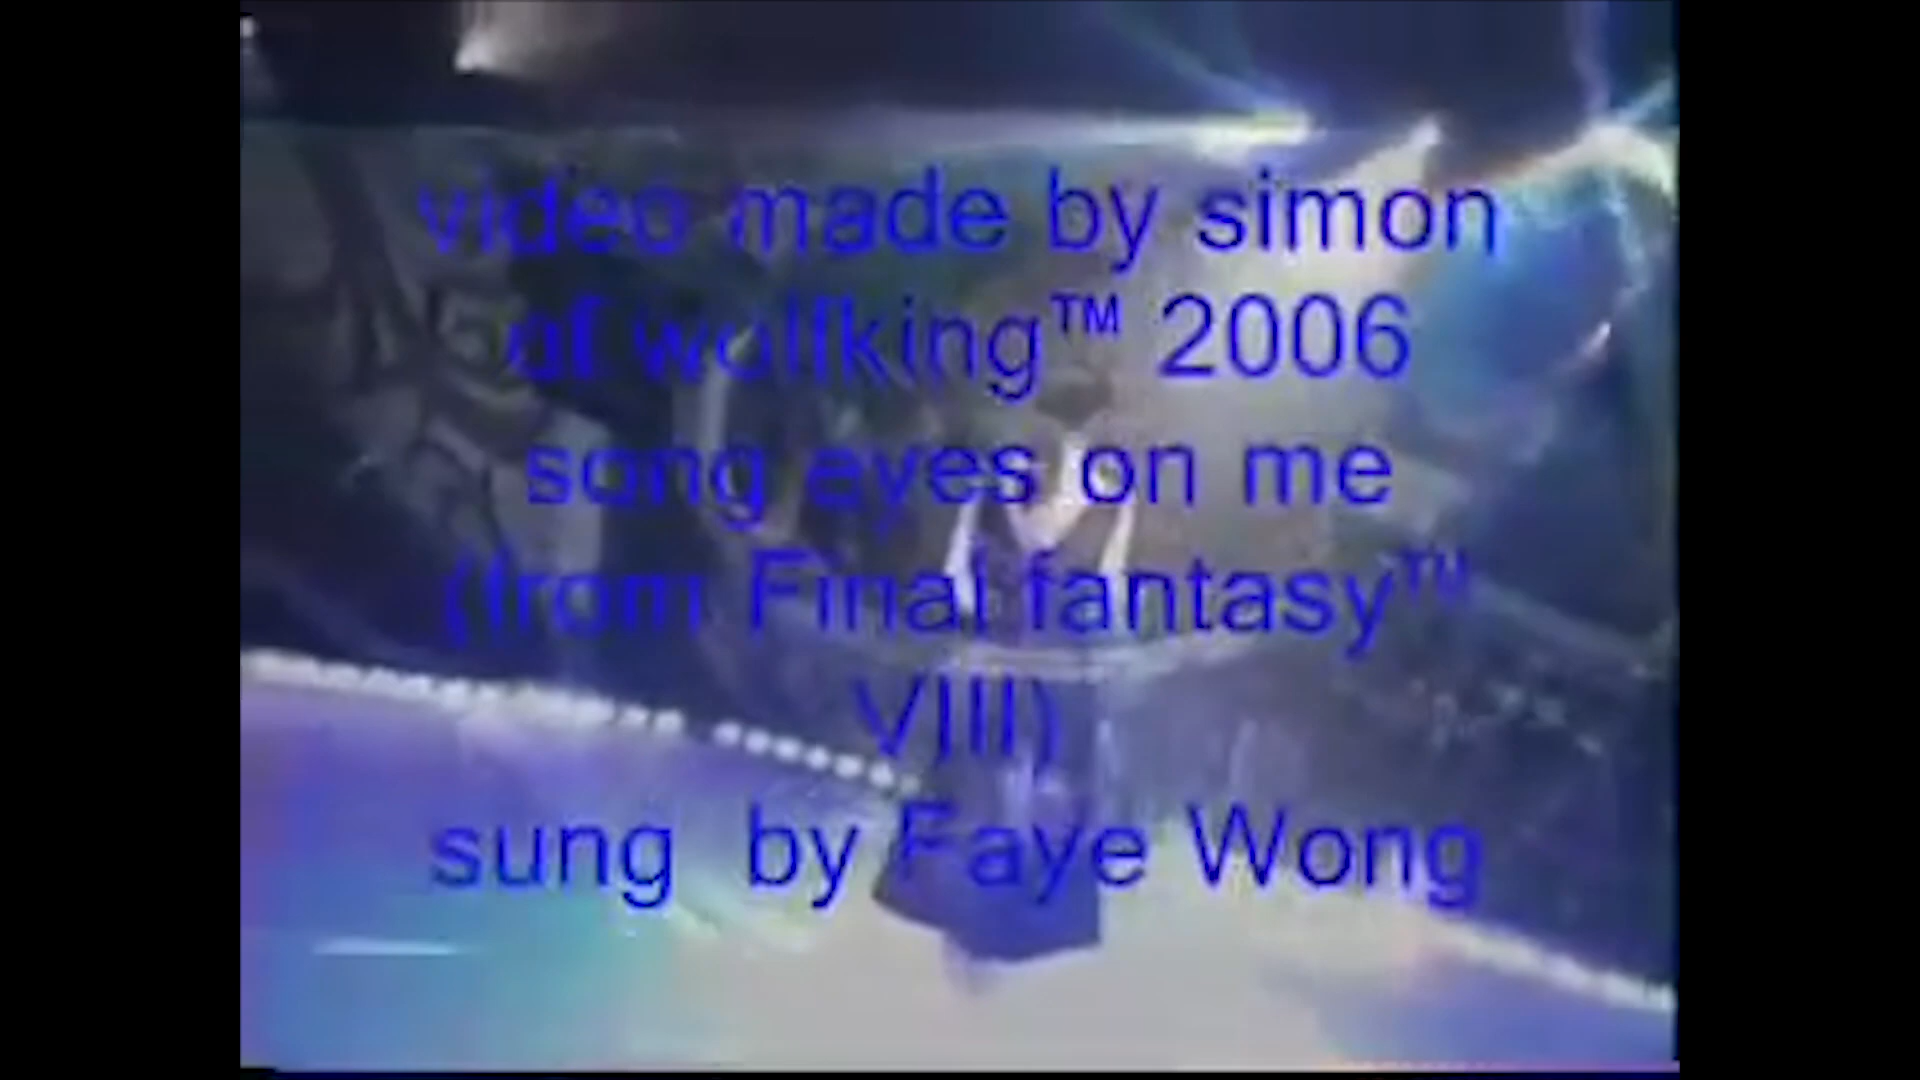 video made by simon
of wolfking™ 2006
song eyes on me
(from Final fantasy™
VIII)
sung by Faye Wong